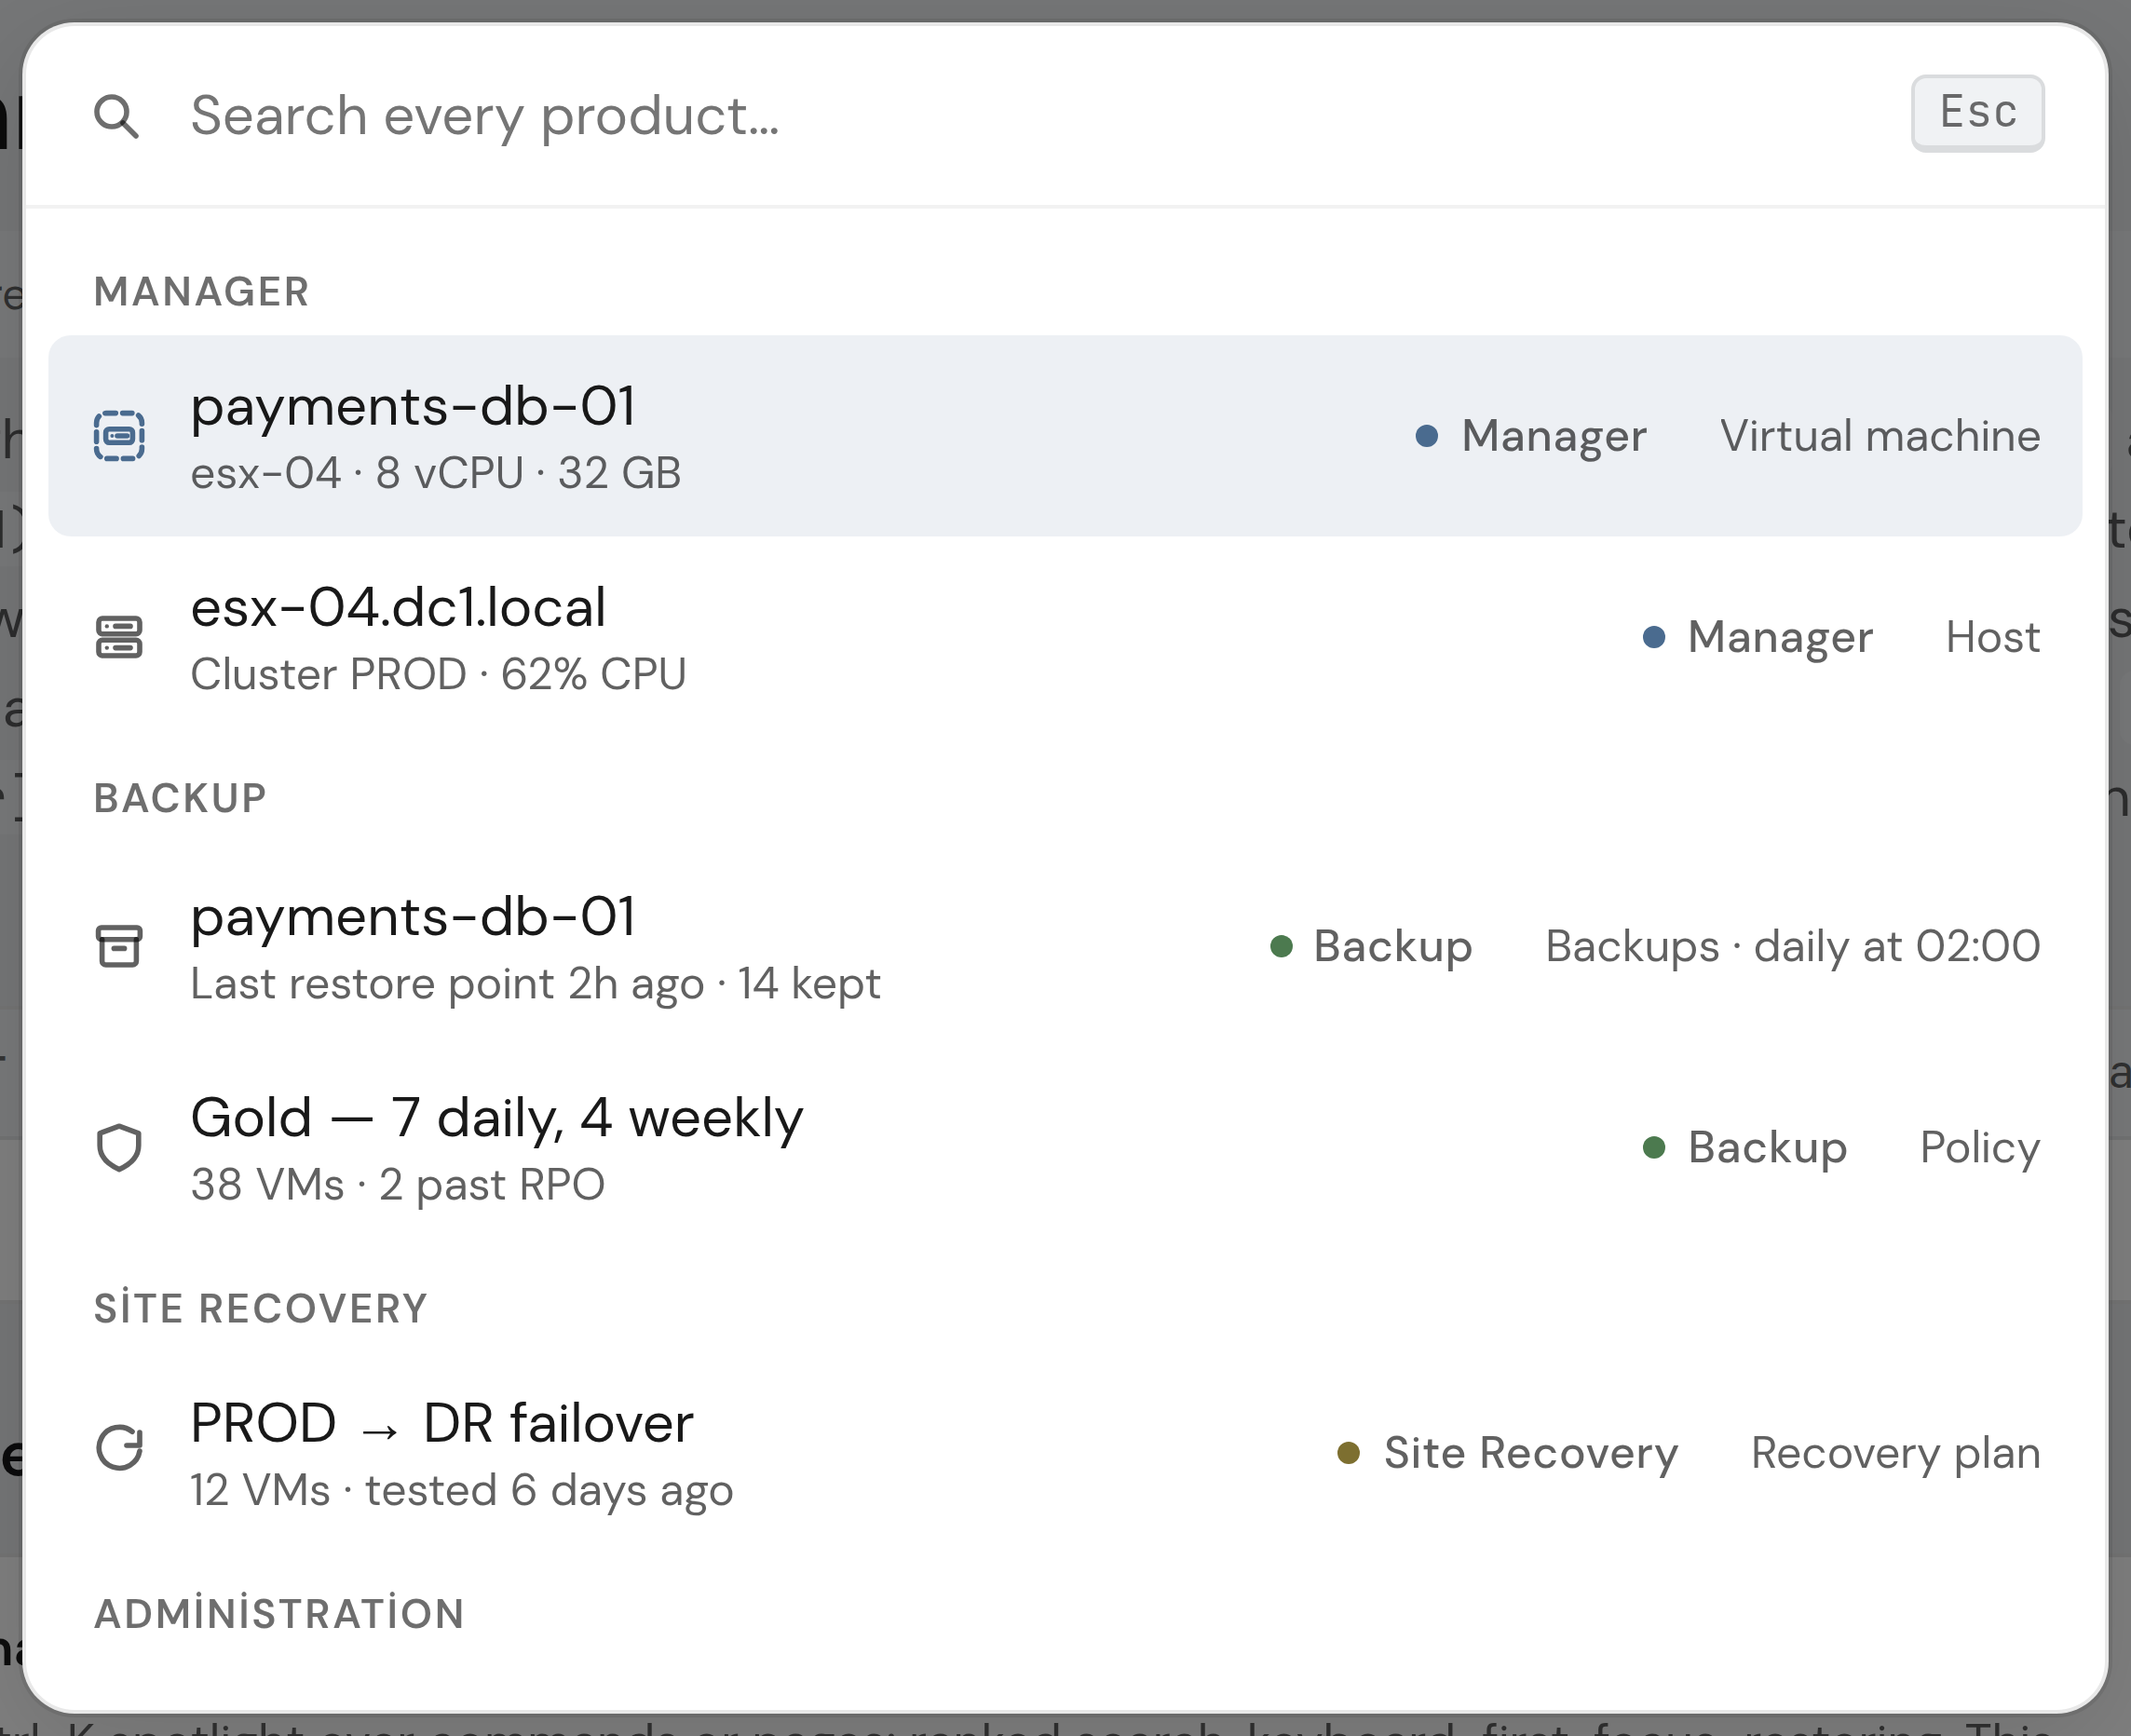 Search every product...
Esc
MANAGER
payments-db-01
esx-04 · 8 vCPU · 32 GB
Manager
Virtual machine
esx-04.dc1.local
Cluster PROD · 62% CPU
Manager
Host
BACKUP
payments-db-01
Last restore point 2h ago · 14 kept
Backup
Backups · daily at 02:00
Gold — 7 daily, 4 weekly
38 VMs · 2 past RPO
Backup
Policy
SİTE RECOVERY
PROD → DR failover
12 VMs · tested 6 days ago
Site Recovery
Recovery plan
ADMİNİSTRATİON